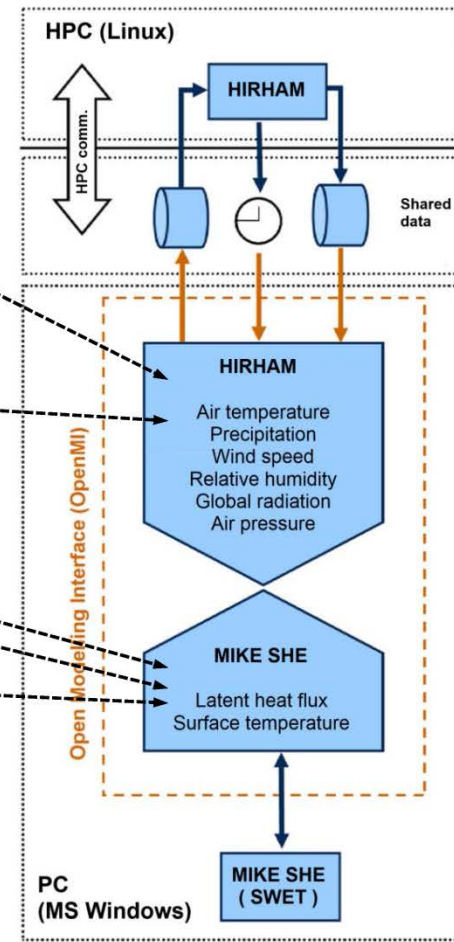 HPC (Linux)
HIRHAM
HPC comm.
Shared
data
HIRHAM
Air temperature
Precipitation
Wind speed
Relative humidity
Global radiation
Air pressure
Open Modelling Interface (OpenMI)
MIKE SHE
Latent heat flux
Surface temperature
MIKE SHE
( SWET )
PC
(MS Windows)